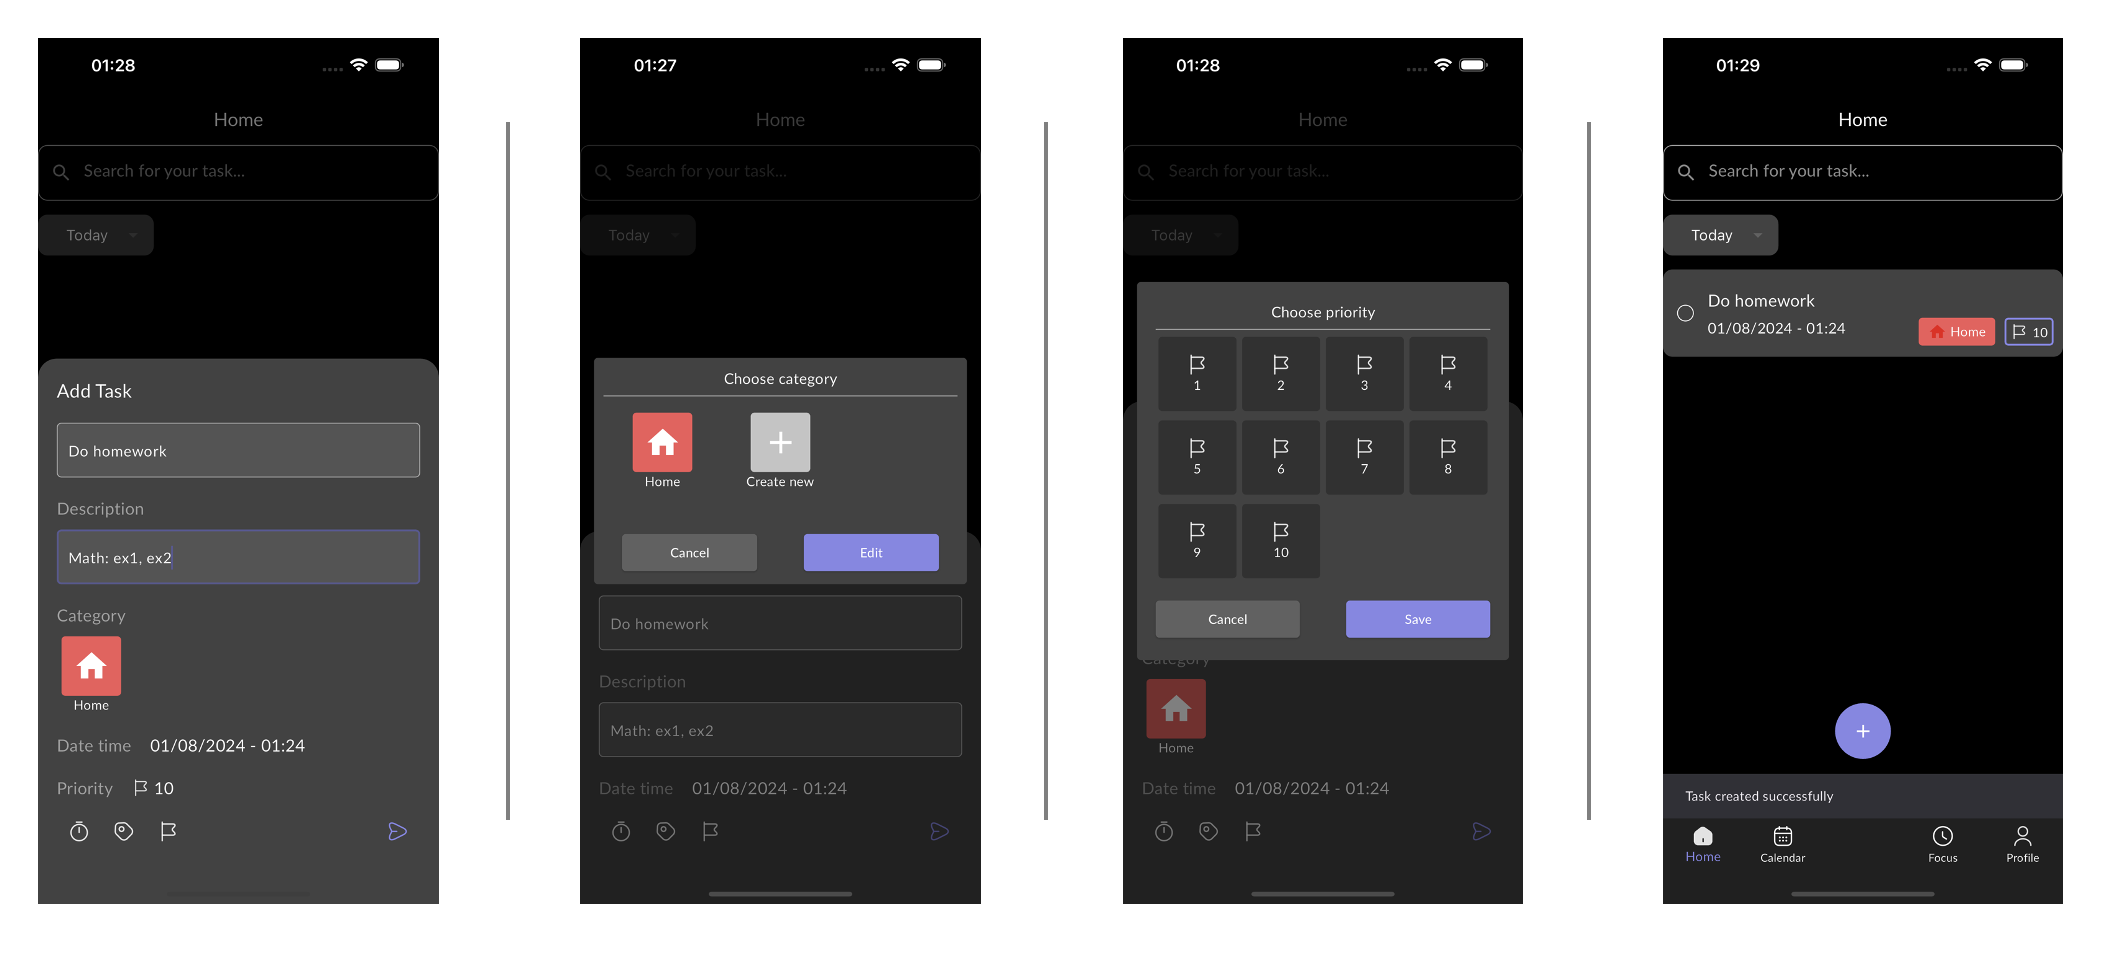 01:28
Home
Search for your task...
Today
Add Task
Do homework
Description
Math: ex1, ex2
Category
Home
Date time 01/08/2024 - 01:24
Priority 10
01:27
Home
Search for your task...
Today
Choose category
Home Create new
Cancel Edit
Do homework
Description
Math: ex1, ex2
Date time 01/08/2024 - 01:24
01:28
Home
Search for your task...
Today
Choose priority
1 2 3 4
5 6 7 8
9 10
Cancel Save
Category
Home
Date time 01/08/2024 - 01:24
01:29
Home
Search for your task...
Today
Do homework
01/08/2024 - 01:24 Home 10
Task created successfully
Home Calendar Focus Profile